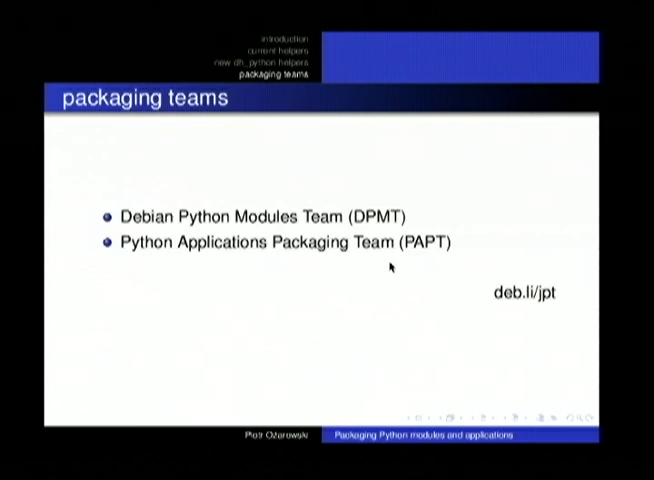 introduction
current helpers
new dh_python helpers
packaging teams
packaging teams
Debian Python Modules Team (DPMT)
Python Applications Packaging Team (PAPT)
deb.li/jpt
Piotr Ożarowski
Packaging Python modules and applications